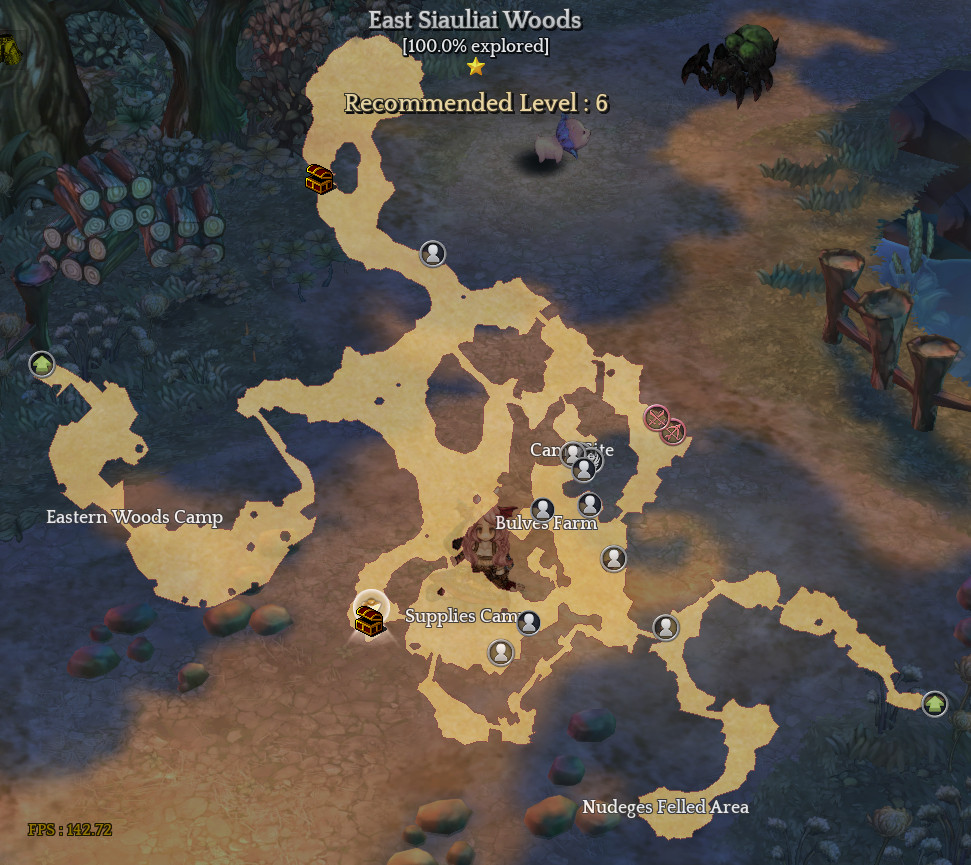 East Siauliai Woods
[100.0% explored]
Recommended Level : 6
Bulves Farm
Eastern Woods Camp
Supplies Camp
Nudeges Felled Area
FPS : 142.72